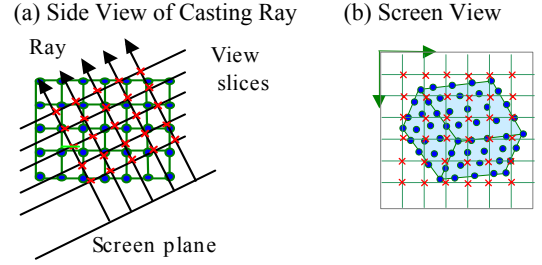 (a) Side View of Casting Ray
(b) Screen View
Ray
View
slices
Screen plane